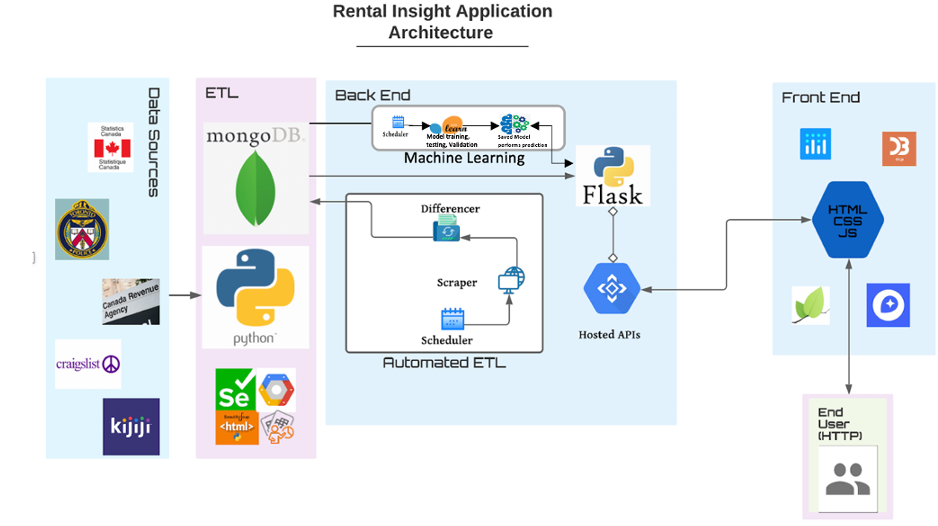 Rental Insight Application
Architecture
Data Sources
Statistics
Canada
Statistique
Canada
POLICE
Canada Revenue
Agency
craigslist
kijiji
}
ETL
mongoDB.
python
Se
<html>
Back End
Scheduler
learn
Model training,
testing, Validation
Saved Model
performs prediction
Machine Learning
Differencer
Scraper
Scheduler
Automated ETL
Flask
Hosted APIs
Front End
D3
HTML
CSS
JS
End
User
(HTTP)